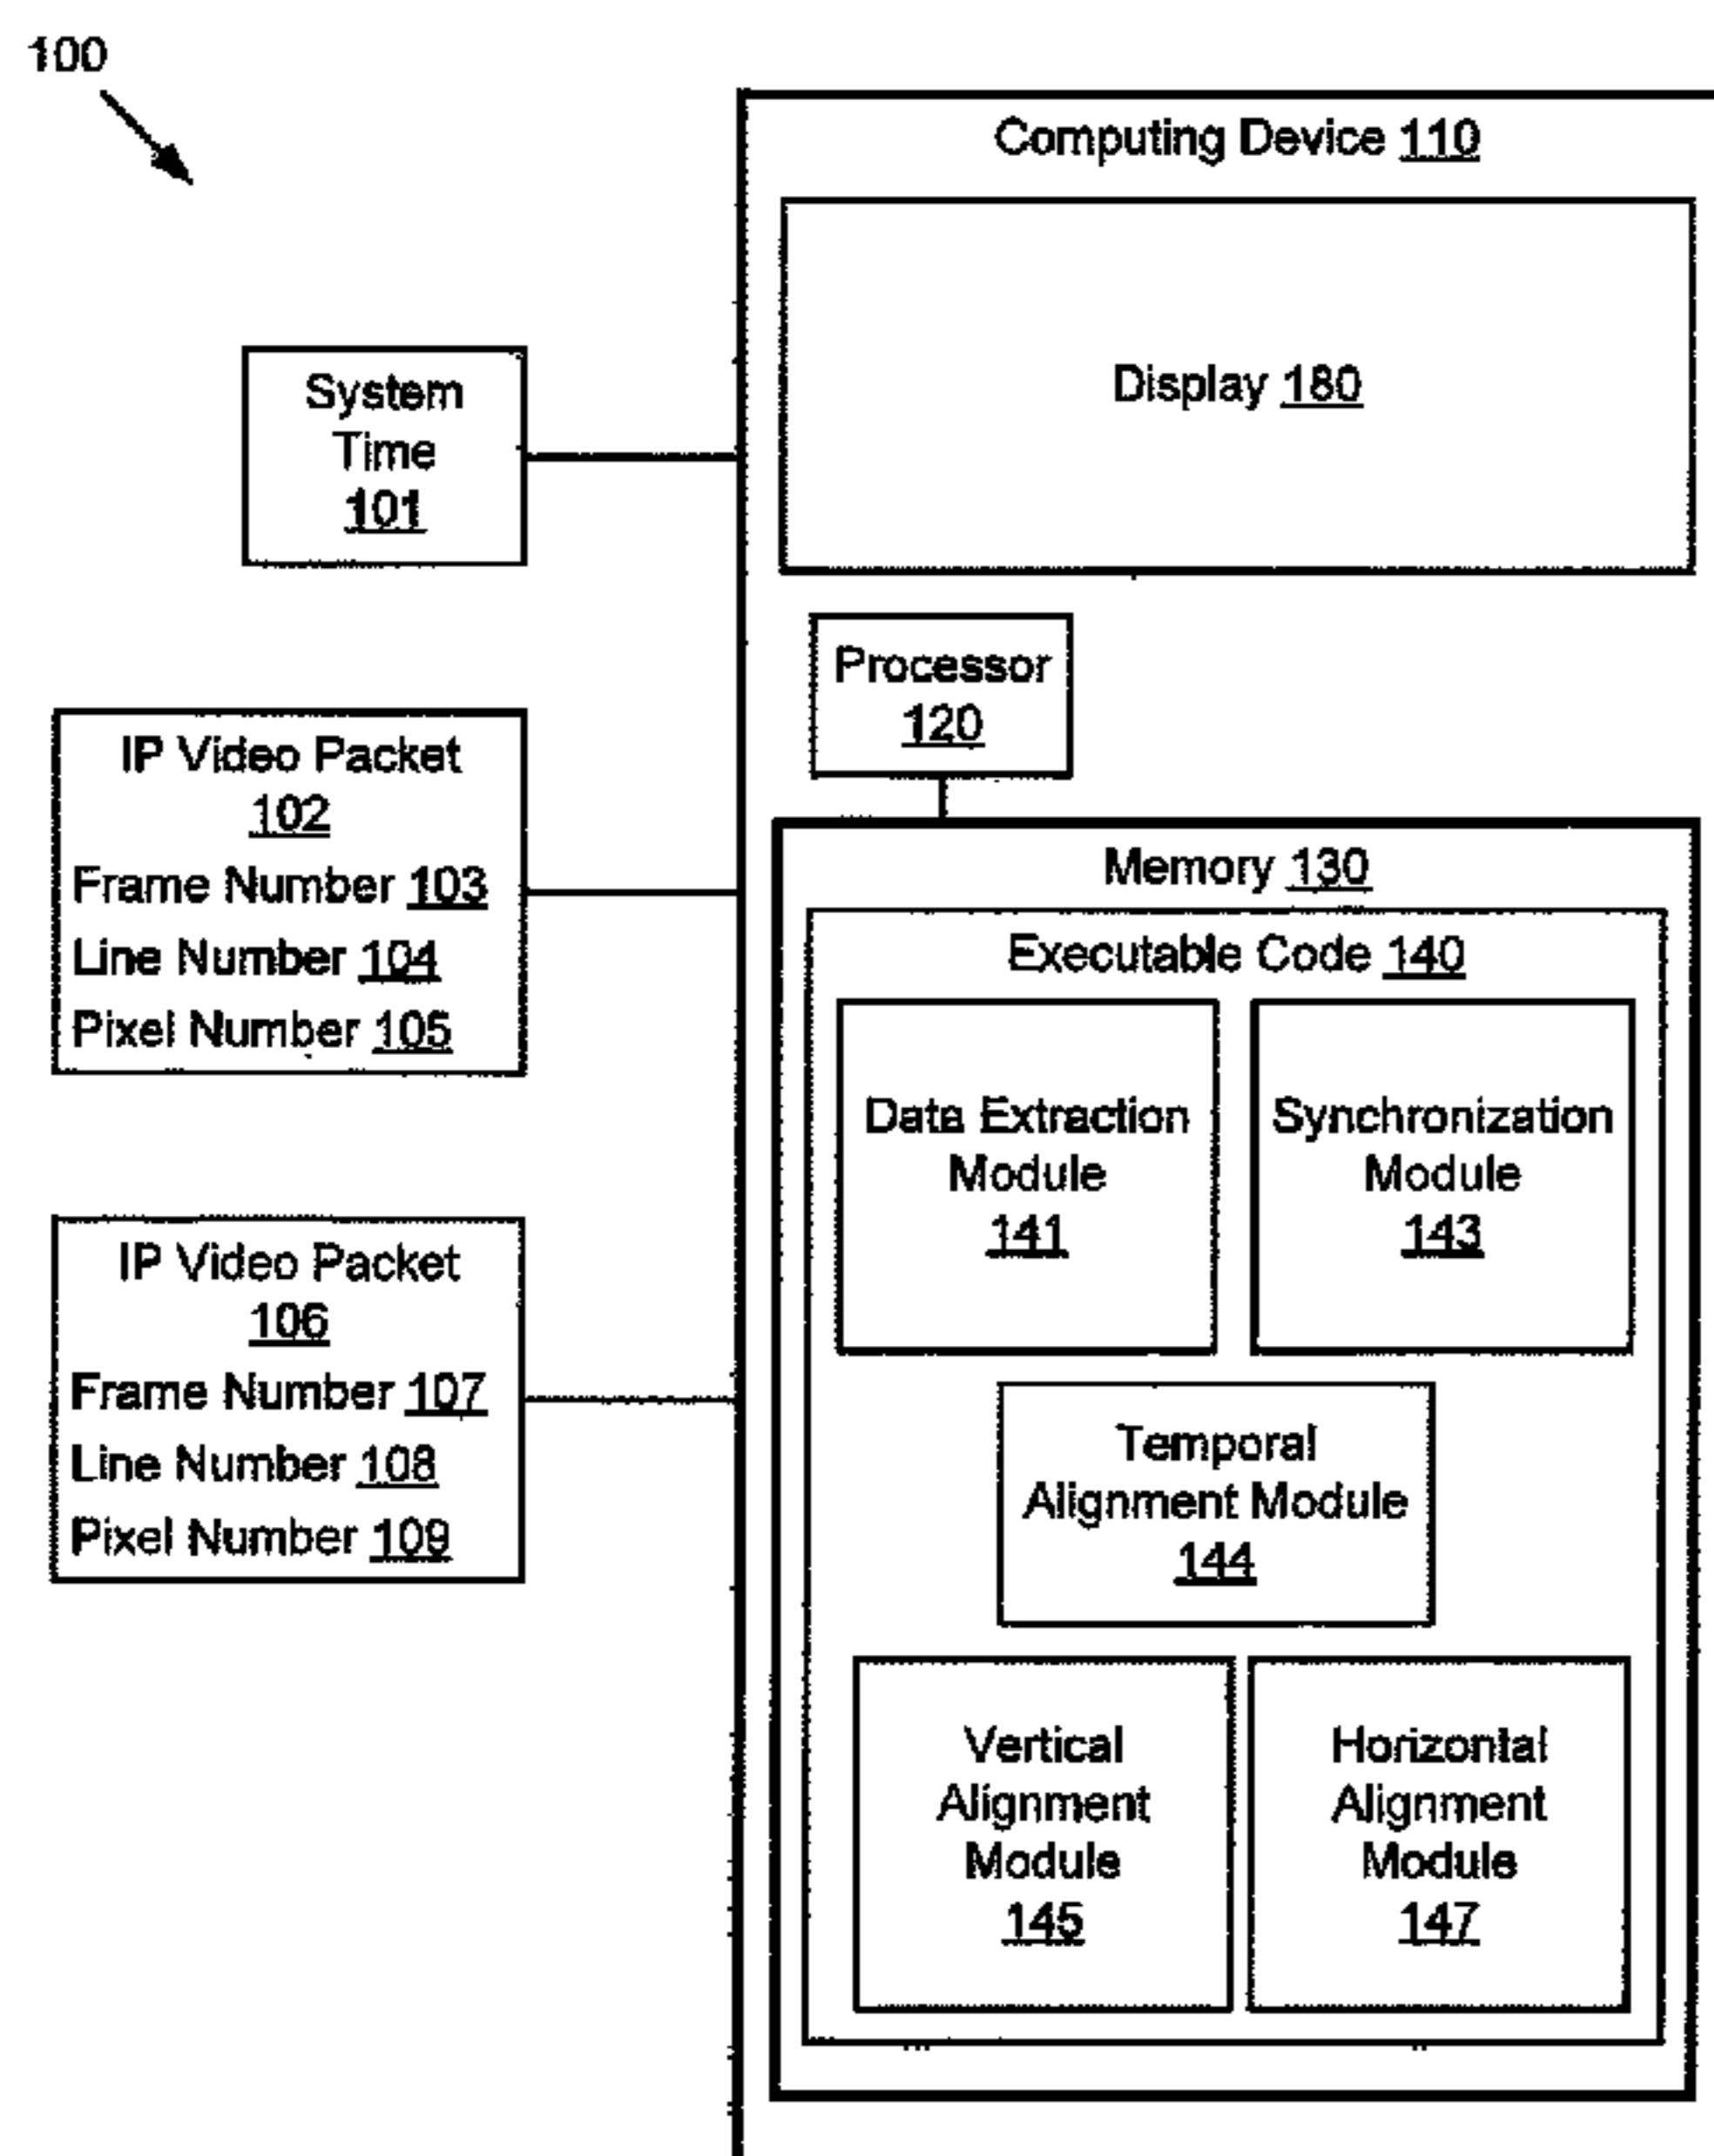 100
Computing Device 110
Display 180
System
Time
101
Processor
120
IP Video Packet
102
Frame Number 103
Line Number 104
Pixel Number 105
Memory 130
Executable Code 140
Data Extraction
Module
141
Synchronization
Module
143
IP Video Packet
106
Frame Number 107
Line Number 108
Pixel Number 109
Temporal
Alignment Module
144
Vertical
Alignment
Module
145
Horizontal
Alignment
Module
147